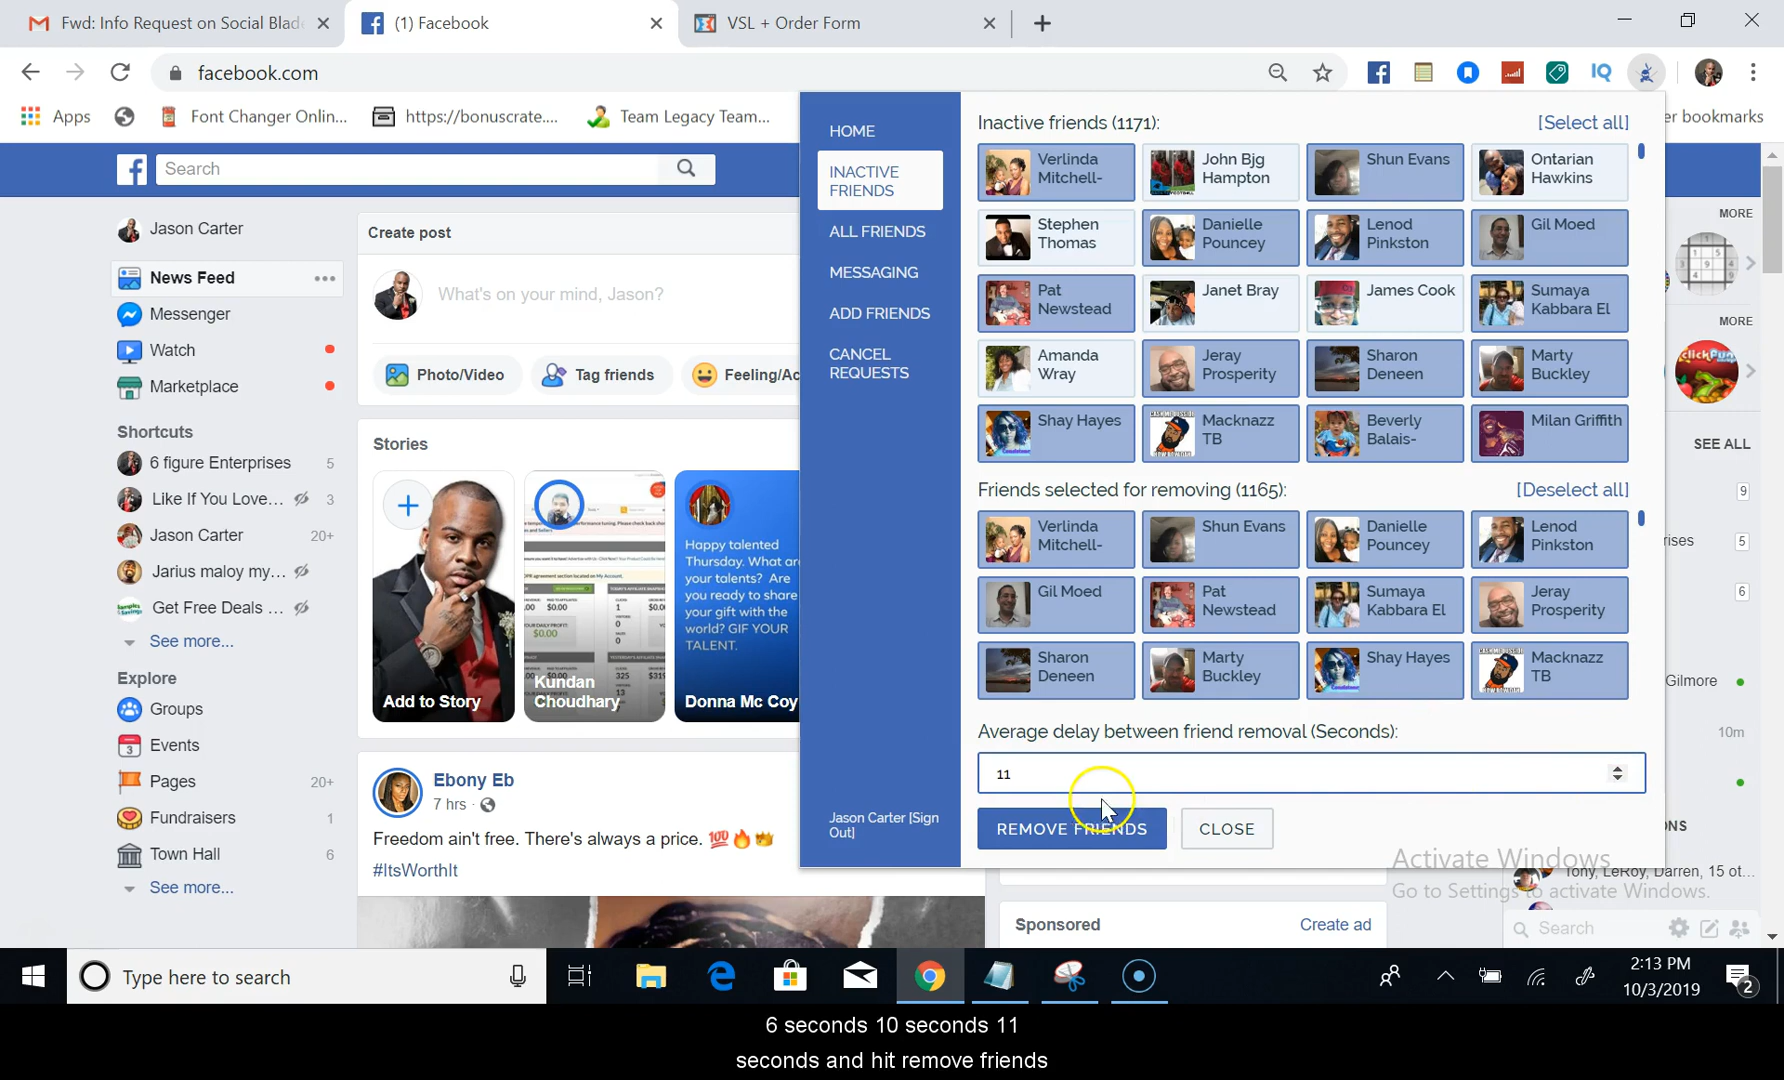 Fwd: Info Request on Social Blade
(1) Facebook
VSL + Order Form
facebook.com
Apps
Font Changer Onlin...
https://bonuscrate....
Team Legacy Team...
er bookmarks
Search
Jason Carter
News Feed
Messenger
Watch
Marketplace
Shortcuts
6 figure Enterprises 5
Like If You Love... 3
Jason Carter 20+
Jarius maloy my...
Get Free Deals ...
See more...
Explore
Groups
Events
Pages 20+
Fundraisers 1
Town Hall 6
See more...
Create post
What's on your mind, Jason?
Photo/Video
Tag friends
Feeling/Ac
Stories
Add to Story
Kundan
Choudhary
Happy talented
Thursday. What are
your talents? Are
you ready to share
your gift with the
world? GIF YOUR
TALENT.
Donna Mc Coy
Ebony Eb
7 hrs
Freedom ain't free. There's always a price. 💯🔥👑
#ItsWorthIt
HOME
INACTIVE
FRIENDS
ALL FRIENDS
MESSAGING
ADD FRIENDS
CANCEL
REQUESTS
Jason Carter [Sign
Out]
Inactive friends (1171):
[Select all]
Verlinda
Mitchell-
John Bjg
Hampton
Shun Evans
Ontarian
Hawkins
Stephen
Thomas
Danielle
Pouncey
Lenod
Pinkston
Gil Moed
Pat
Newstead
Janet Bray
James Cook
Sumaya
Kabbara El
Amanda
Wray
Jeray
Prosperity
Sharon
Deneen
Marty
Buckley
Shay Hayes
Macknazz
TB
Beverly
Balais-
Milan Griffith
Friends selected for removing (1165):
[Deselect all]
Verlinda
Mitchell-
Shun Evans
Danielle
Pouncey
Lenod
Pinkston
Gil Moed
Pat
Newstead
Sumaya
Kabbara El
Jeray
Prosperity
Sharon
Deneen
Marty
Buckley
Shay Hayes
Macknazz
TB
Average delay between friend removal (Seconds):
11
REMOVE FRIENDS
CLOSE
MORE
MORE
SEE ALL
9
rises 5
6
Gilmore
10m
ONS
Tony, LeRoy, Darren, 15 ot...
Activate Windows
Go to Settings to activate Windows.
Sponsored
Create ad
Search
Type here to search
2:13 PM
10/3/2019
2
6 seconds 10 seconds 11
seconds and hit remove friends